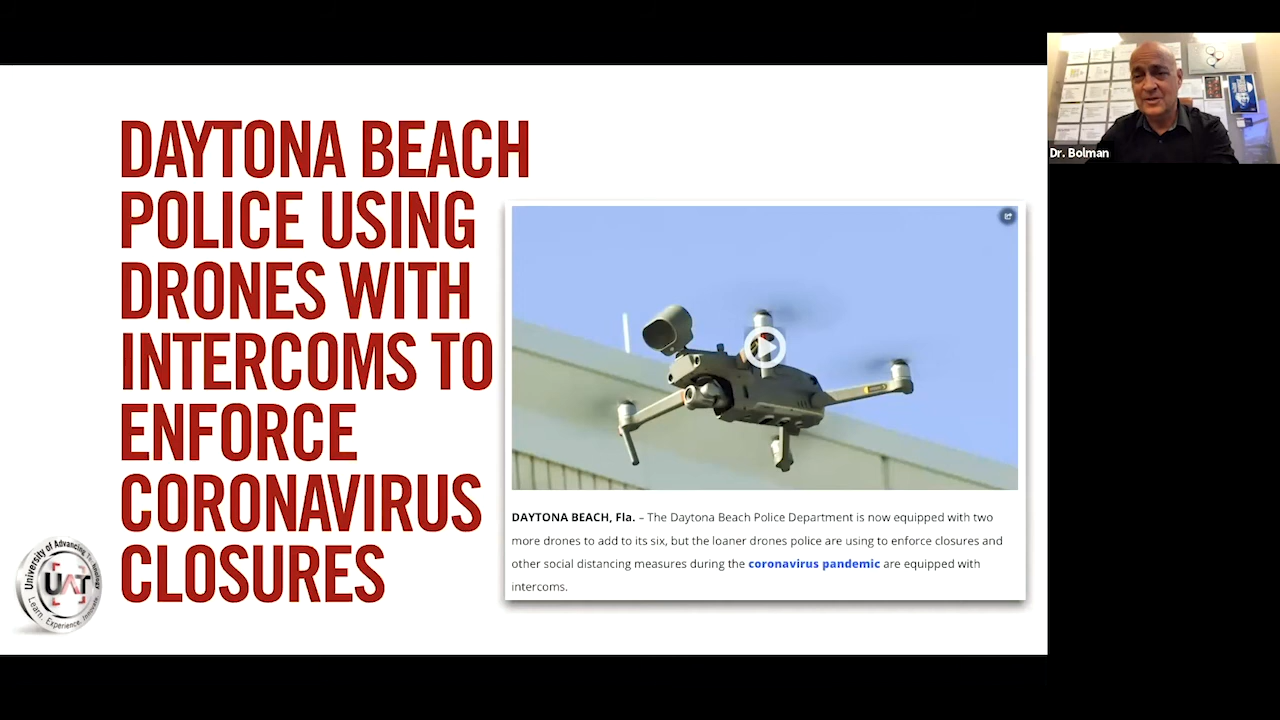 DAYTONA BEACH
POLICE USING
DRONES WITH
INTERCOMS TO
ENFORCE
CORONAVIRUS
CLOSURES
DAYTONA BEACH, Fla. – The Daytona Beach Police Department is now equipped with two
more drones to add to its six, but the loaner drones police are using to enforce closures and
other social distancing measures during the coronavirus pandemic are equipped with
intercoms.
University of Advancing Technology
UAT
Learn. Experience. Innovate.
Dr. Bolman